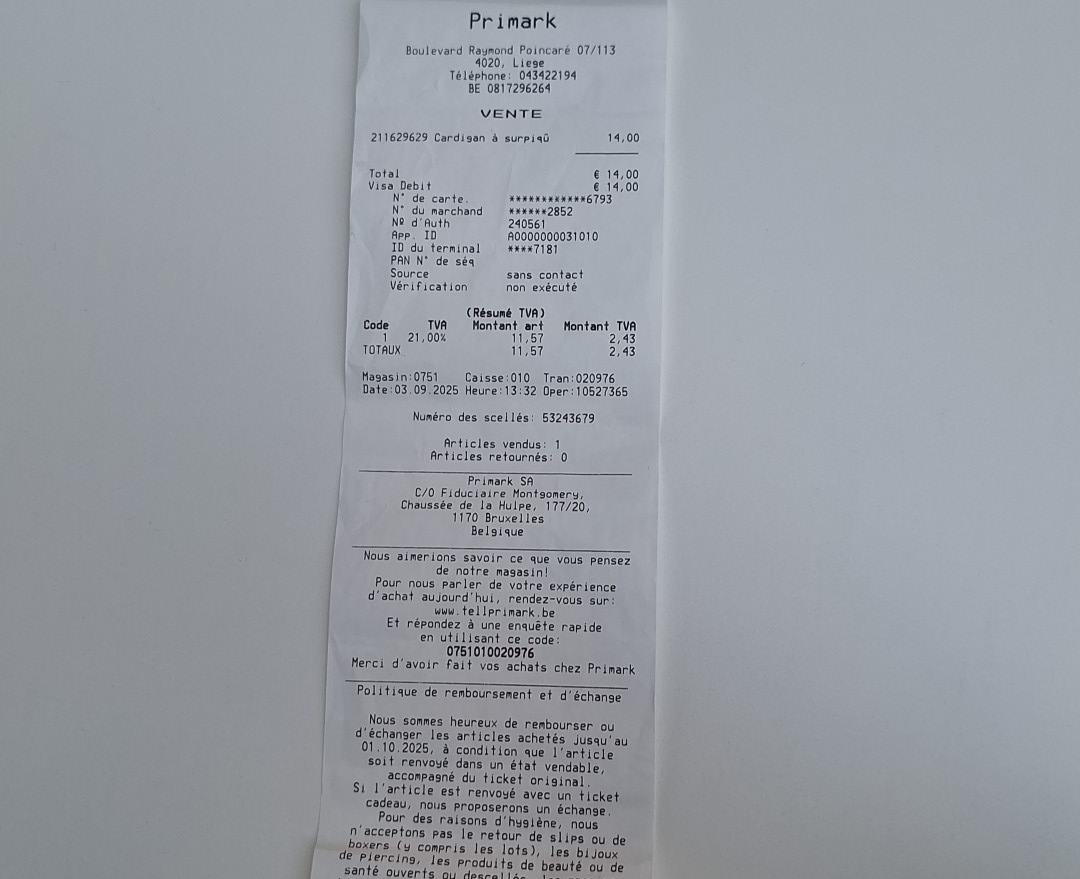 Primark
Boulevard Raymond Poincaré 07/113
4020, Liege
Téléphone: 043422194
BE 0817296264
VENTE
211629629 Cardigan à surpiqû 14,00
Total € 14,00
Visa Debit € 14,00
N° de carte. ************6793
N° du marchand ******2852
Nº d'Auth 240561
App. ID A0000000031010
ID du terminal ****7181
PAN N° de séq
Source sans contact
Vérification non exécuté
(Résumé TVA)
Code TVA Montant art Montant TVA
1 21,00% 11,57 2,43
TOTAUX 11,57 2,43
Magasin:0751 Caisse:010 Tran:020976
Date:03.09.2025 Heure:13:32 Oper:10527365
Numéro des scellés: 53243679
Articles vendus: 1
Articles retournés: 0
Primark SA
C/O Fiduciaire Montgomery,
Chaussée de la Hulpe, 177/20,
1170 Bruxelles
Belgique
Nous aimerions savoir ce que vous pensez
de notre magasin!
Pour nous parler de votre expérience
d'achat aujourd'hui, rendez-vous sur:
www.tellprimark.be
Et répondez à une enquête rapide
en utilisant ce code:
0751010020976
Merci d'avoir fait vos achats chez Primark
Politique de remboursement et d'échange
Nous sommes heureux de rembourser ou
d'échanger les articles achetés jusqu'au
01.10.2025, à condition que l'article
soit renvoyé dans un état vendable,
accompagné du ticket original.
Si l'article est renvoyé avec un ticket
cadeau, nous proposerons un échange.
Pour des raisons d'hygiène, nous
n'acceptons pas le retour de slips ou de
boxers (y compris les lots), les bijoux
de piercing, les produits de beauté ou de
santé ouverts ou